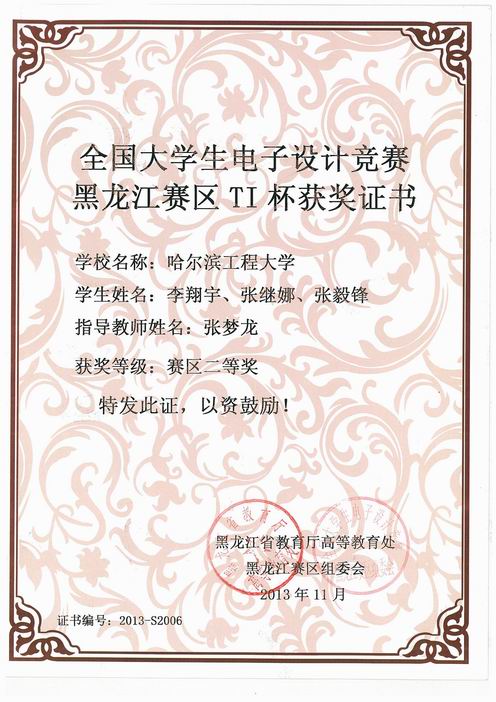 全国大学生电子设计竞赛
黑龙江赛区 TI 杯获奖证书
学校名称：哈尔滨工程大学
学生姓名：李翔宇、张继娜、张毅锋
指导教师姓名：张梦龙
获奖等级：赛区二等奖
特发此证，以资鼓励！
黑龙江省教育厅高等教育处
黑龙江赛区组委会
2013 年 11 月
证书编号：2013-S2006